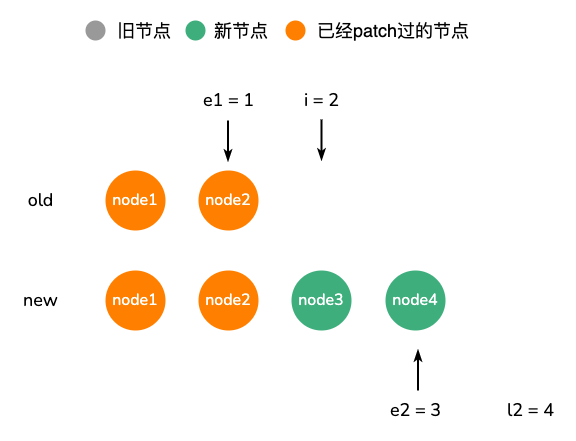 旧节点 新节点 已经patch过的节点
e1 = 1 i = 2
old node1 node2
new node1 node2 node3 node4
e2 = 3 l2 = 4